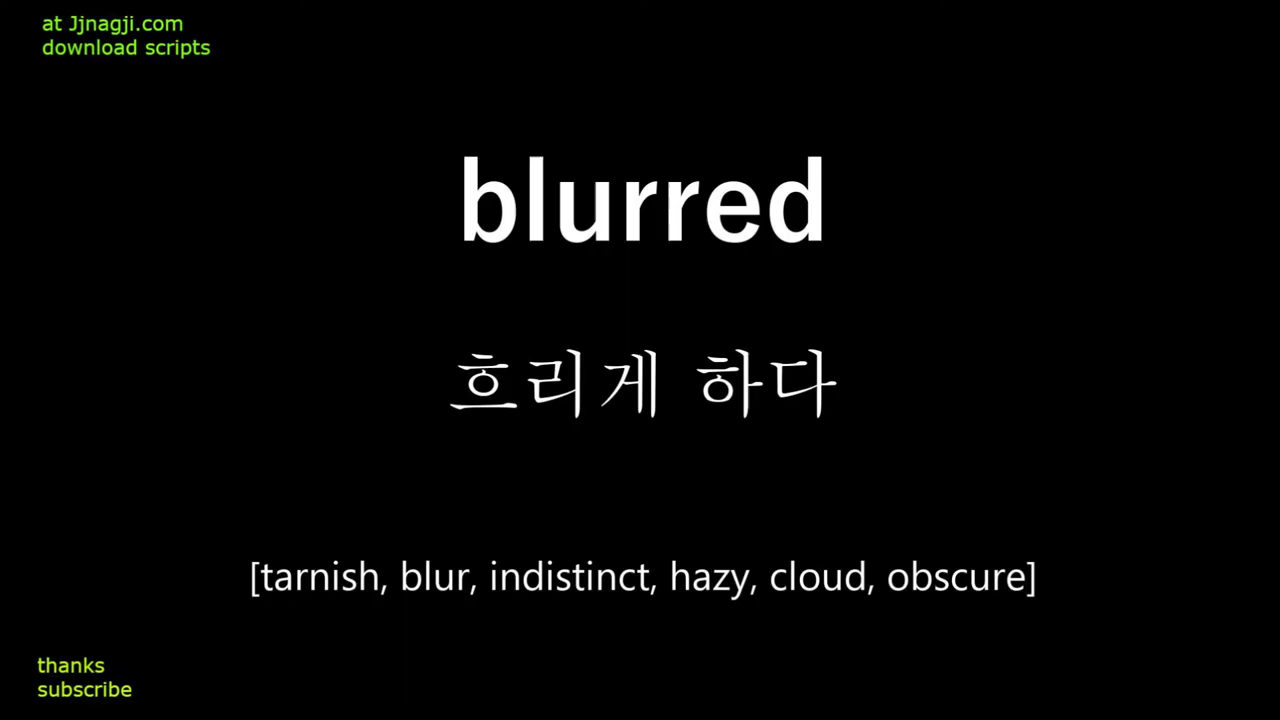 at Jjnagji.com
download scripts
blurred
흐리게 하다
[tarnish, blur, indistinct, hazy, cloud, obscure]
thanks
subscribe